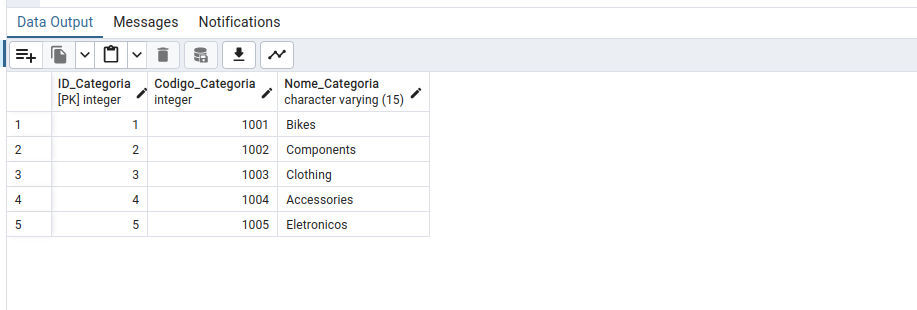 Data Output Messages Notifications
ID_Categoria Codigo_Categoria Nome_Categoria
[PK] integer integer character varying (15)
1 1 1001 Bikes
2 2 1002 Components
3 3 1003 Clothing
4 4 1004 Accessories
5 5 1005 Eletronicos